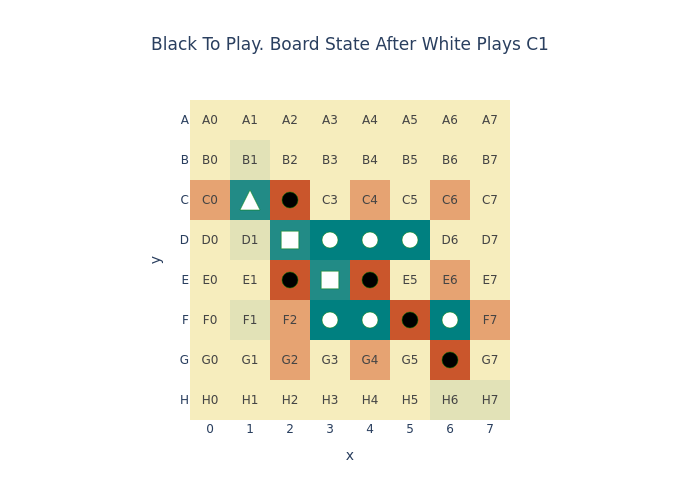 Black To Play. Board State After White Plays C1
A A0 A1 A2 A3 A4 A5 A6 A7
B B0 B1 B2 B3 B4 B5 B6 B7
C C0 C3 C4 C5 C6 C7
D D0 D1 D6 D7
y
E E0 E1 E5 E6 E7
F F0 F1 F2 F7
G G0 G1 G2 G3 G4 G5 G7
H H0 H1 H2 H3 H4 H5 H6 H7
0 1 2 3 4 5 6 7
x